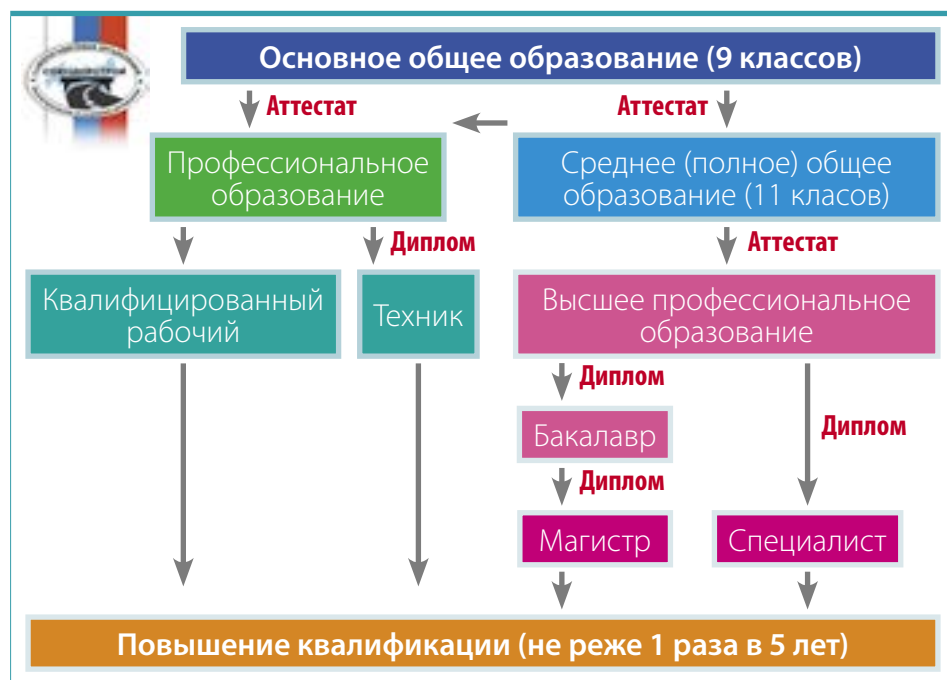 Основное общее образование (9 классов)
Аттестат
Аттестат
Профессиональное
образование
Среднее (полное) общее
образование (11 класов)
Диплом
Аттестат
Квалифицированный
рабочий
Техник
Высшее профессиональное
образование
Диплом
Бакалавр
Диплом
Диплом
Магистр
Специалист
Повышение квалификации (не реже 1 раза в 5 лет)